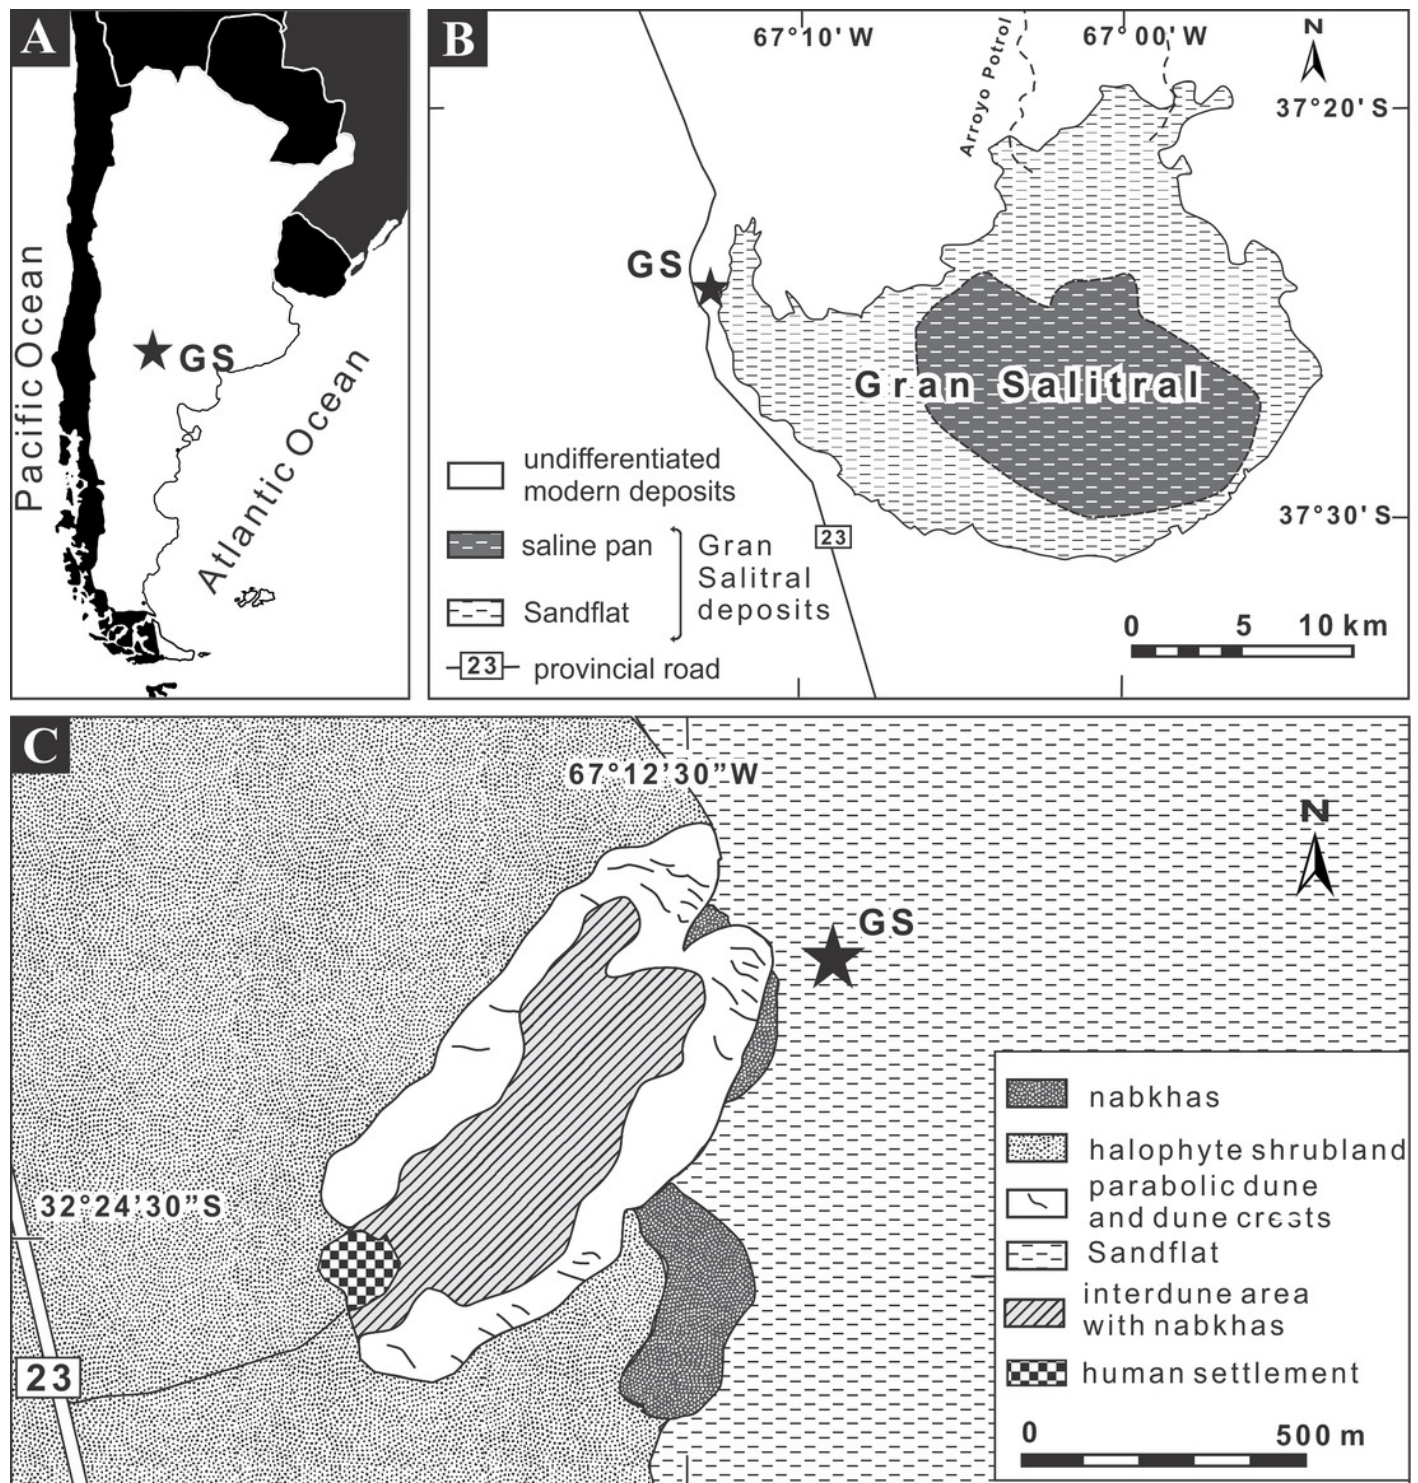 A
Pacific Ocean
GS
Atlantic Ocean
B
67°10' W
67°00' W
N
Arroyo Potrol
37°20' S
GS
Gran Salitral
undifferentiated
modern deposits
saline pan
Sandflat
Gran
Salitral
deposits
23
provincial road
23
37°30' S
0 5 10 km
C
67°12'30”W
N
GS
32°24'30”S
23
nabkhas
halophyte shrubland
parabolic dune
and dune crests
Sandflat
interdune area
with nabkhas
human settlement
0 500 m